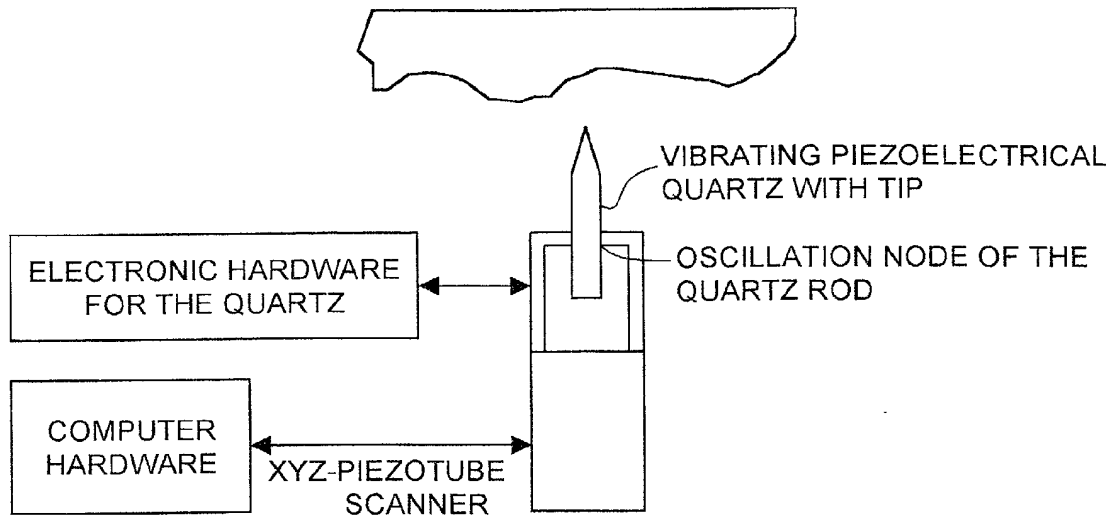 VIBRATING PIEZOELECTRICAL
QUARTZ WITH TIP
OSCILLATION NODE OF THE
QUARTZ ROD
ELECTRONIC HARDWARE
FOR THE QUARTZ
COMPUTER
HARDWARE
XYZ-PIEZOTUBE
SCANNER